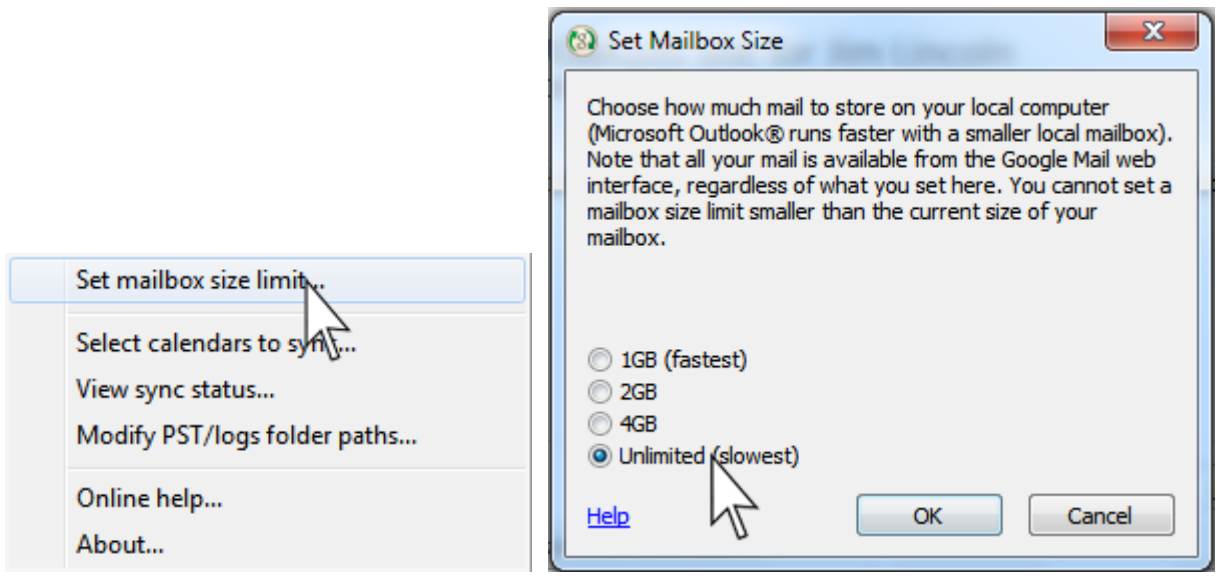 Set mailbox size limit...
Select calendars to sync...
View sync status...
Modify PST/logs folder paths...
Online help...
About...
Set Mailbox Size
Choose how much mail to store on your local computer
(Microsoft Outlook® runs faster with a smaller local mailbox).
Note that all your mail is available from the Google Mail web
interface, regardless of what you set here. You cannot set a
mailbox size limit smaller than the current size of your
mailbox.
1GB (fastest)
2GB
4GB
Unlimited (slowest)
Help
OK
Cancel